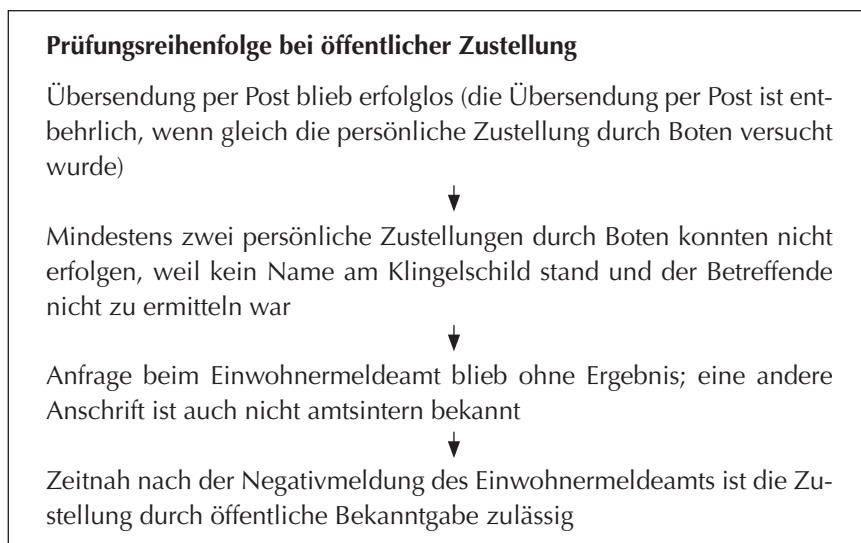 Prüfungsreihenfolge bei öffentlicher Zustellung
Übersendung per Post blieb erfolglos (die Übersendung per Post ist ent-
behrlich, wenn gleich die persönliche Zustellung durch Boten versucht
wurde)
Mindestens zwei persönliche Zustellungen durch Boten konnten nicht
erfolgen, weil kein Name am Klingelschild stand und der Betreffende
nicht zu ermitteln war
Anfrage beim Einwohnermeldeamt blieb ohne Ergebnis; eine andere
Anschrift ist auch nicht amtsintern bekannt
Zeitnah nach der Negativmeldung des Einwohnermeldeamts ist die Zu-
stellung durch öffentliche Bekanntgabe zulässig